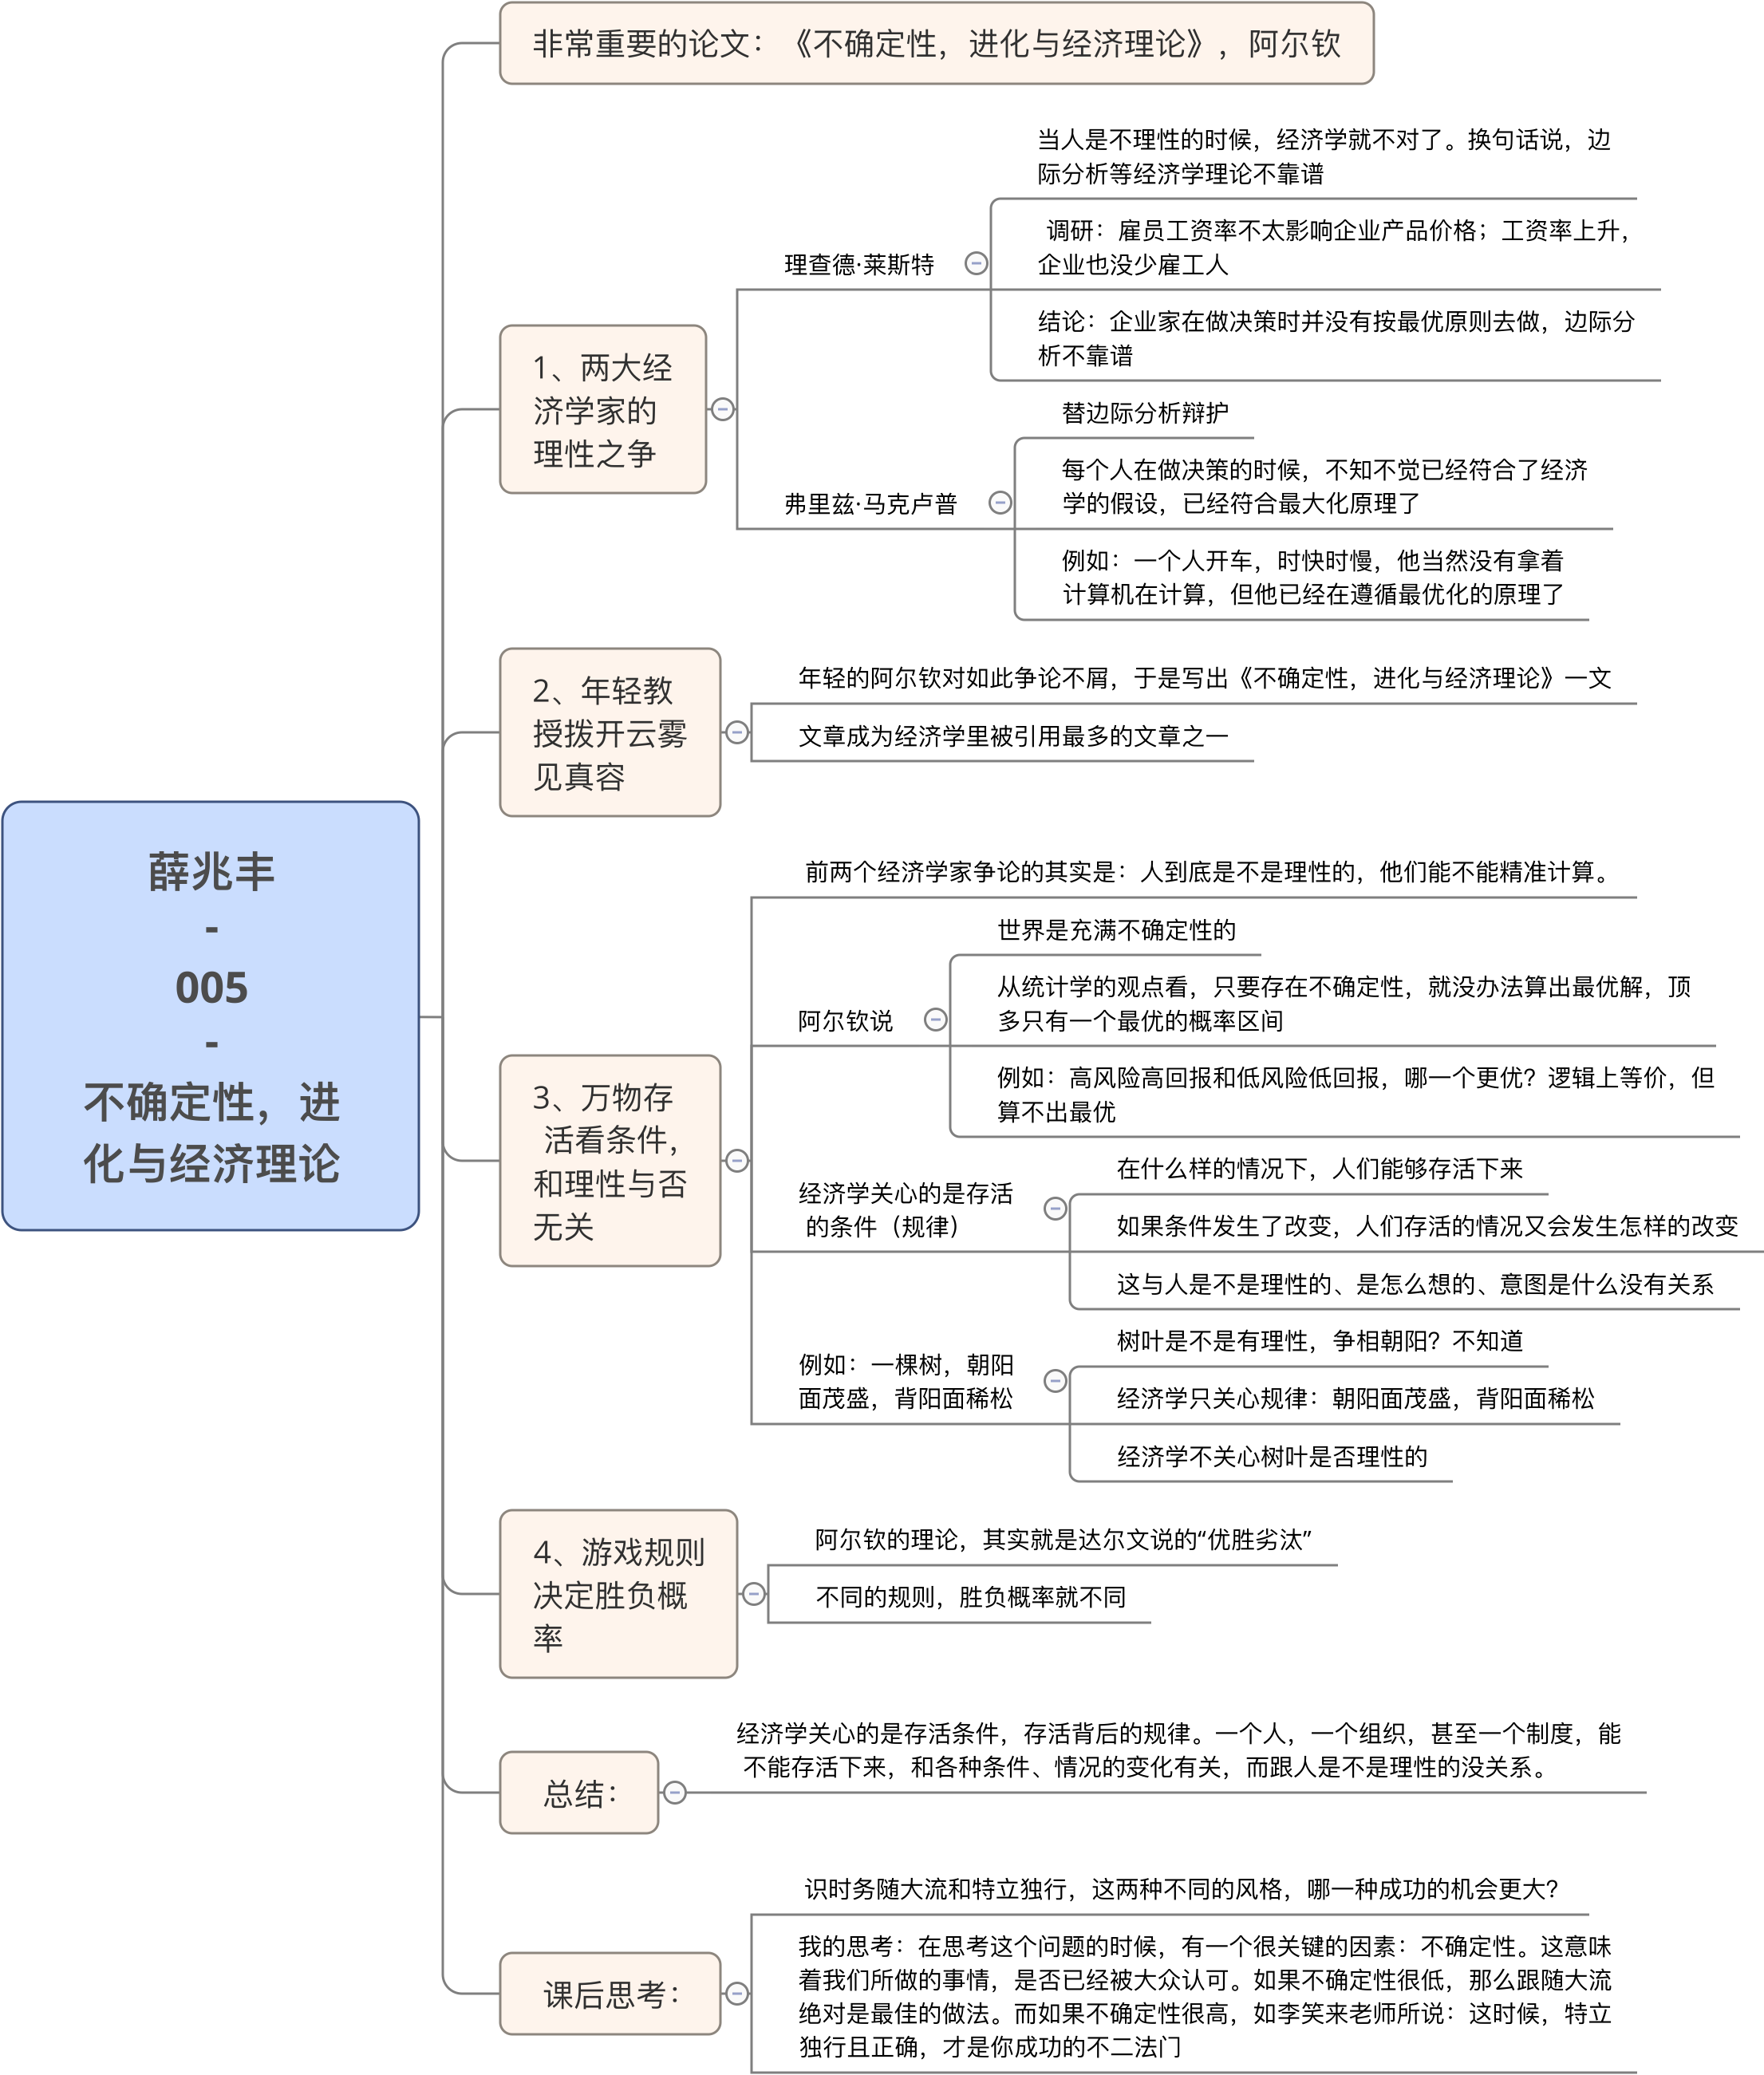 薛兆丰
-
005
-
不确定性，进
化与经济理论
非常重要的论文：《不确定性，进化与经济理论》，阿尔钦
1、两大经
济学家的
理性之争
理查德·莱斯特
当人是不理性的时候，经济学就不对了。换句话说，边
际分析等经济学理论不靠谱
调研：雇员工资率不太影响企业产品价格；工资率上升，
企业也没少雇工人
结论：企业家在做决策时并没有按最优原则去做，边际分
析不靠谱
弗里兹·马克卢普
替边际分析辩护
每个人在做决策的时候，不知不觉已经符合了经济
学的假设，已经符合最大化原理了
例如：一个人开车，时快时慢，他当然没有拿着
计算机在计算，但他已经在遵循最优化的原理了
2、年轻教
授拨开云雾
见真容
年轻的阿尔钦对如此争论不屑，于是写出《不确定性，进化与经济理论》一文
文章成为经济学里被引用最多的文章之一
3、万物存
活看条件，
和理性与否
无关
前两个经济学家争论的其实是：人到底是不是理性的，他们能不能精准计算。
阿尔钦说
世界是充满不确定性的
从统计学的观点看，只要存在不确定性，就没办法算出最优解，顶
多只有一个最优的概率区间
例如：高风险高回报和低风险低回报，哪一个更优？逻辑上等价，但
算不出最优
经济学关心的是存活
的条件（规律）
在什么样的情况下，人们能够存活下来
如果条件发生了改变，人们存活的情况又会发生怎样的改变
这与人是不是理性的、是怎么想的、意图是什么没有关系
例如：一棵树，朝阳
面茂盛，背阳面稀松
树叶是不是有理性，争相朝阳？不知道
经济学只关心规律：朝阳面茂盛，背阳面稀松
经济学不关心树叶是否理性的
4、游戏规则
决定胜负概
率
阿尔钦的理论，其实就是达尔文说的“优胜劣汰”
不同的规则，胜负概率就不同
总结：
经济学关心的是存活条件，存活背后的规律。一个人，一个组织，甚至一个制度，能
不能存活下来，和各种条件、情况的变化有关，而跟人是不是理性的没关系。
课后思考：
识时务随大流和特立独行，这两种不同的风格，哪一种成功的机会更大？
我的思考：在思考这个问题的时候，有一个很关键的因素：不确定性。这意味
着我们所做的事情，是否已经被大众认可。如果不确定性很低，那么跟随大流
绝对是最佳的做法。而如果不确定性很高，如李笑来老师所说：这时候，特立
独行且正确，才是你成功的不二法门